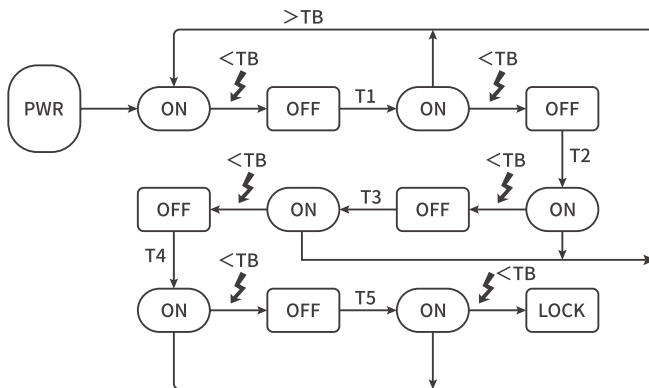 ＞TB
＜TB ＜TB
PWR ON OFF T1 ON OFF
T2
＜TB ＜TB
OFF ON T3 OFF ON
T4
＜TB ＜TB
ON OFF T5 ON LOCK